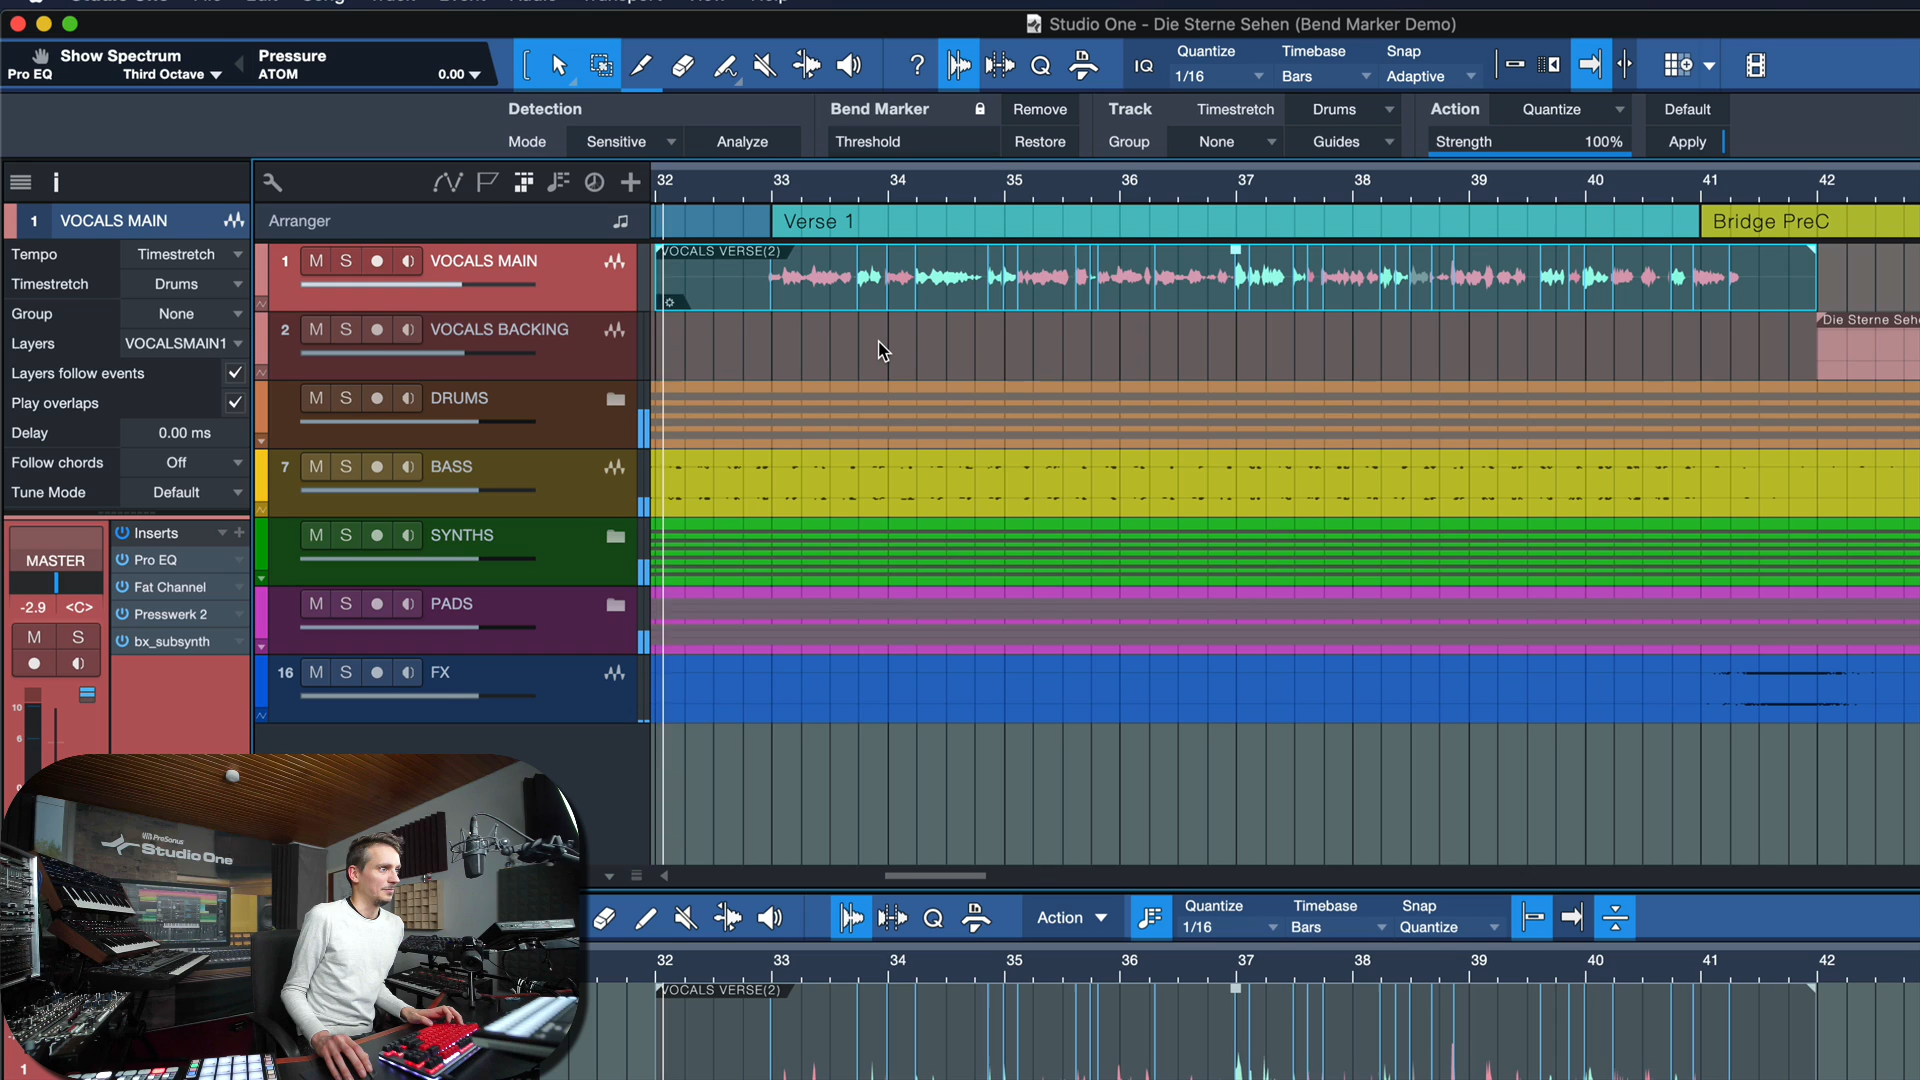 Studio One - Die Sterne Sehen (Bend Marker Demo)
Show Spectrum
Pro EQ
Third Octave
Pressure
ATOM
0.00
?
IQ
Quantize
1/16
Timebase
Bars
Snap
Adaptive
Detection
Mode
Sensitive
Analyze
Bend Marker
Remove
Threshold
Restore
Track
Timestretch
Drums
Group
None
Guides
Action
Quantize
Default
Strength
100%
Apply
i
32 33 34 35 36 37 38 39 40 41 42
1 VOCALS MAIN
Arranger
Verse 1
Bridge PreC
Tempo Timestretch
Timestretch Drums
Group None
Layers VOCALSMAIN1
Layers follow events
Play overlaps
Delay 0.00 ms
Follow chords Off
Tune Mode Default
1 M S VOCALS MAIN
VOCALS VERSE(2)
2 M S VOCALS BACKING
Die Sterne Seh
M S DRUMS
7 M S BASS
M S SYNTHS
M S PADS
16 M S FX
MASTER
-2.9 <C>
M S
Inserts
Pro EQ
Fat Channel
Presswerk 2
bx_subsynth
10
6
0
1
PreSonus
Studio One
Q
Action
Quantize
1/16
Timebase
Bars
Snap
Quantize
32 33 34 35 36 37 38 39 40 41 42
VOCALS VERSE(2)